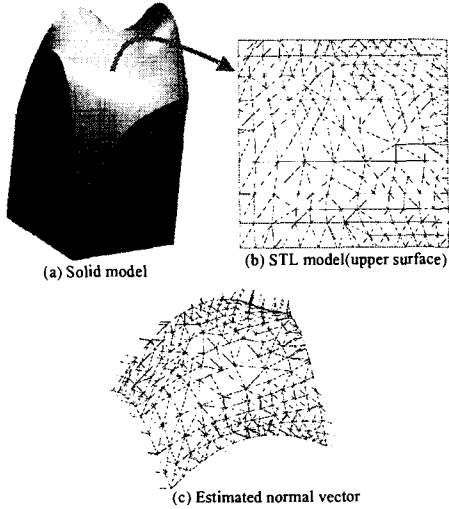 (a) Solid model
(b) STL model(upper surface)
(c) Estimated normal vector